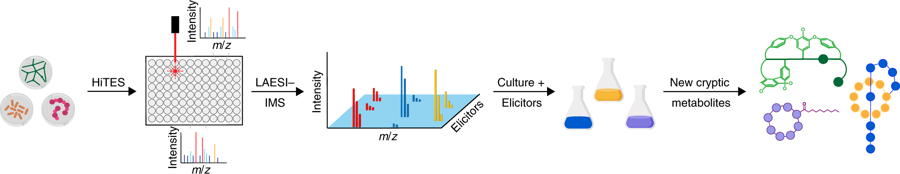 HiTES
Intensity
m/z
Intensity
m/z
LAESI–
IMS
Intensity
m/z
Elicitors
Culture +
Elicitors
New cryptic
metabolites